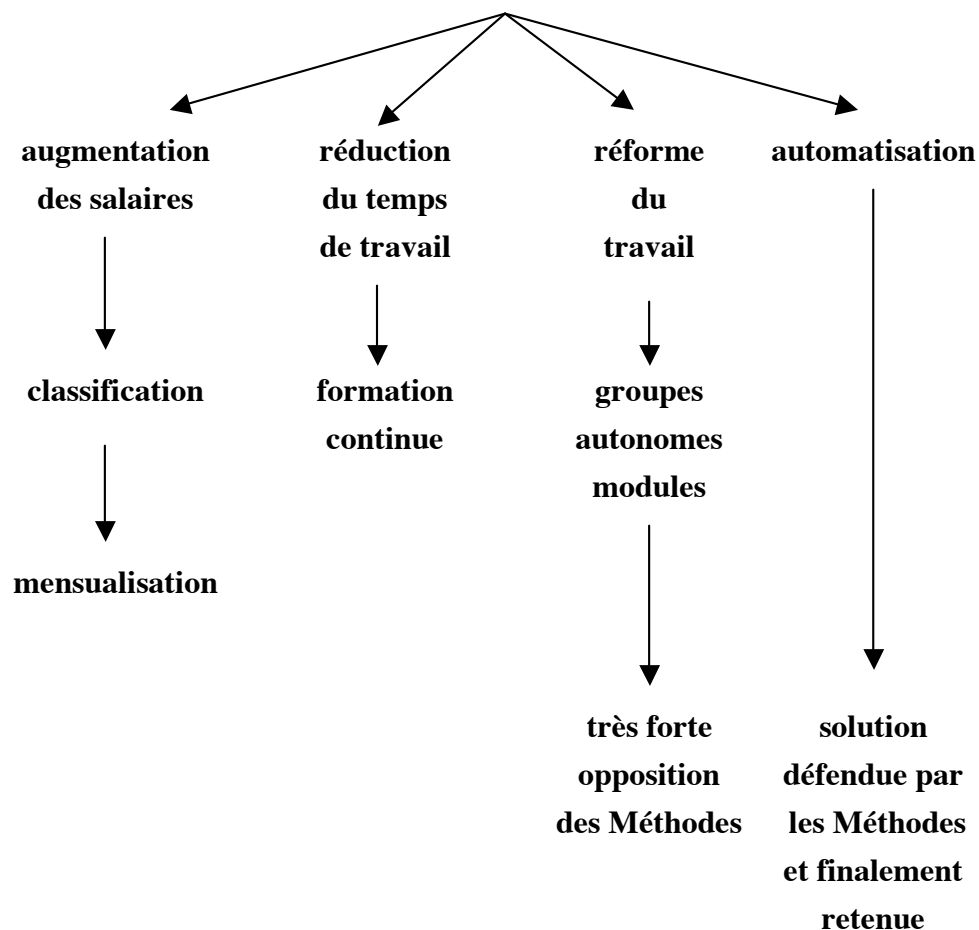 augmentation
des salaires
réduction
du temps
de travail
réforme
du
travail
automatisation
classification
formation
continue
groupes
autonomes
modules
mensualisation
très forte
opposition
des Méthodes
solution
défendue par
les Méthodes
et finalement
retenue